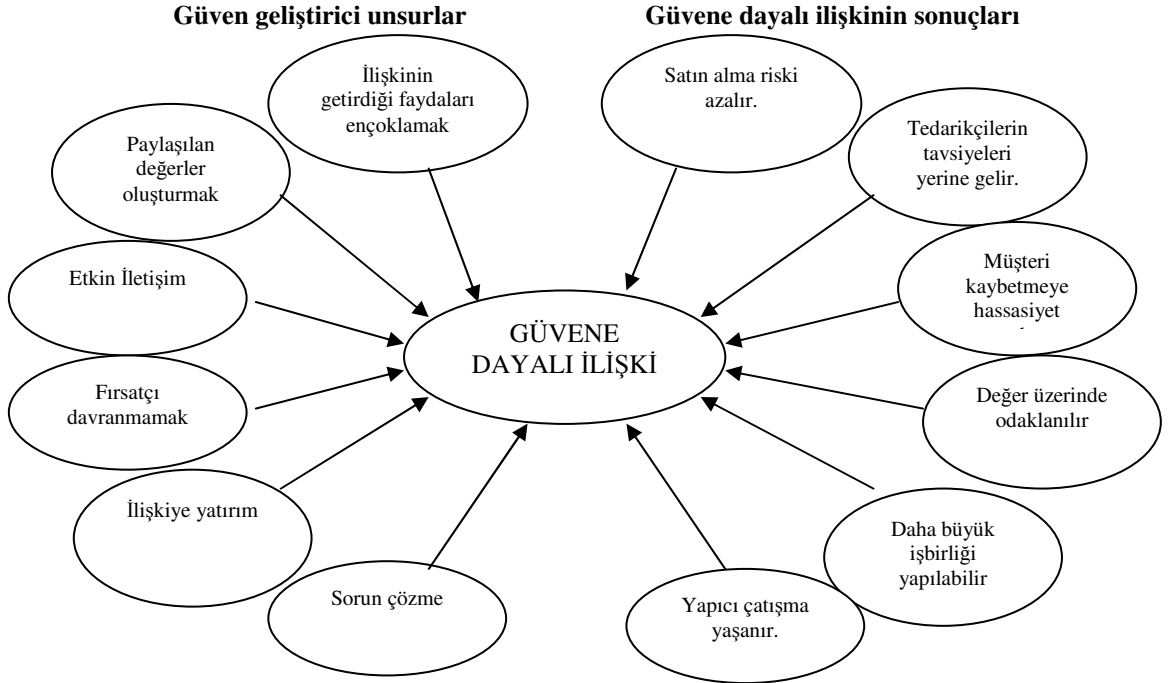 Güven geliştirici unsurlar
Güvene dayalı ilişkinin sonuçları
İlişkinin
getirdiği faydaları
ençoklamak
Satın alma riski
azalır.
Paylaşılan
değerler
oluşturmak
Tedarikçilerin
tavsiyeleri
yerine gelir.
Etkin İletişim
Müşteri
kaybetmeye
hassasiyet
GÜVENE
DAYALI İLİŞKİ
Fırsatçı
davranmamak
Değer üzerinde
odaklanılır
İlişkiye yatırım
Daha büyük
işbirliği
yapılabilir
Sorun çözme
Yapıcı çatışma
yaşanır.